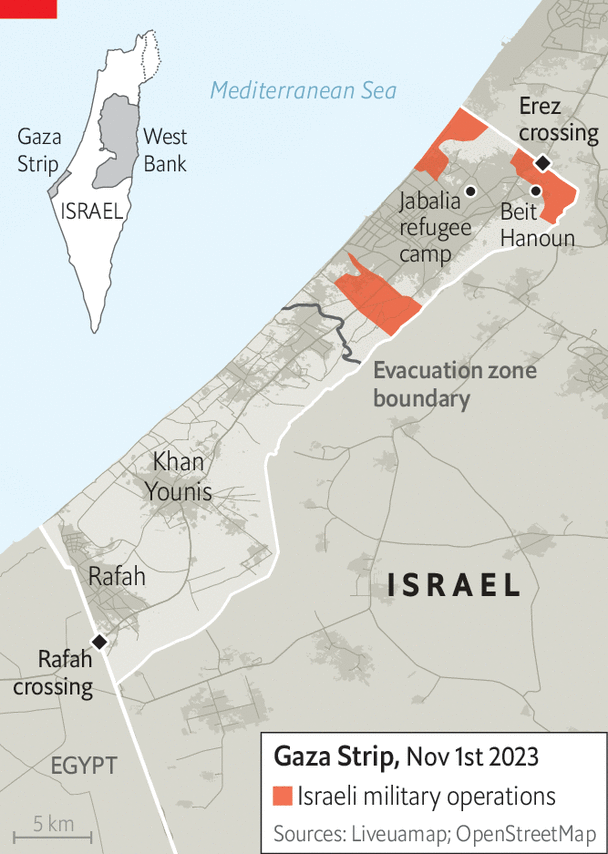 Mediterranean Sea
Gaza
Strip
West
Bank
ISRAEL
Erez
crossing
Jabalia
refugee
camp
Beit
Hanoun
Evacuation zone
boundary
Khan
Younis
Rafah
ISRAEL
Rafah
crossing
EGYPT
5 km
Gaza Strip, Nov 1st 2023
Israeli military operations
Sources: Liveuamap; OpenStreetMap